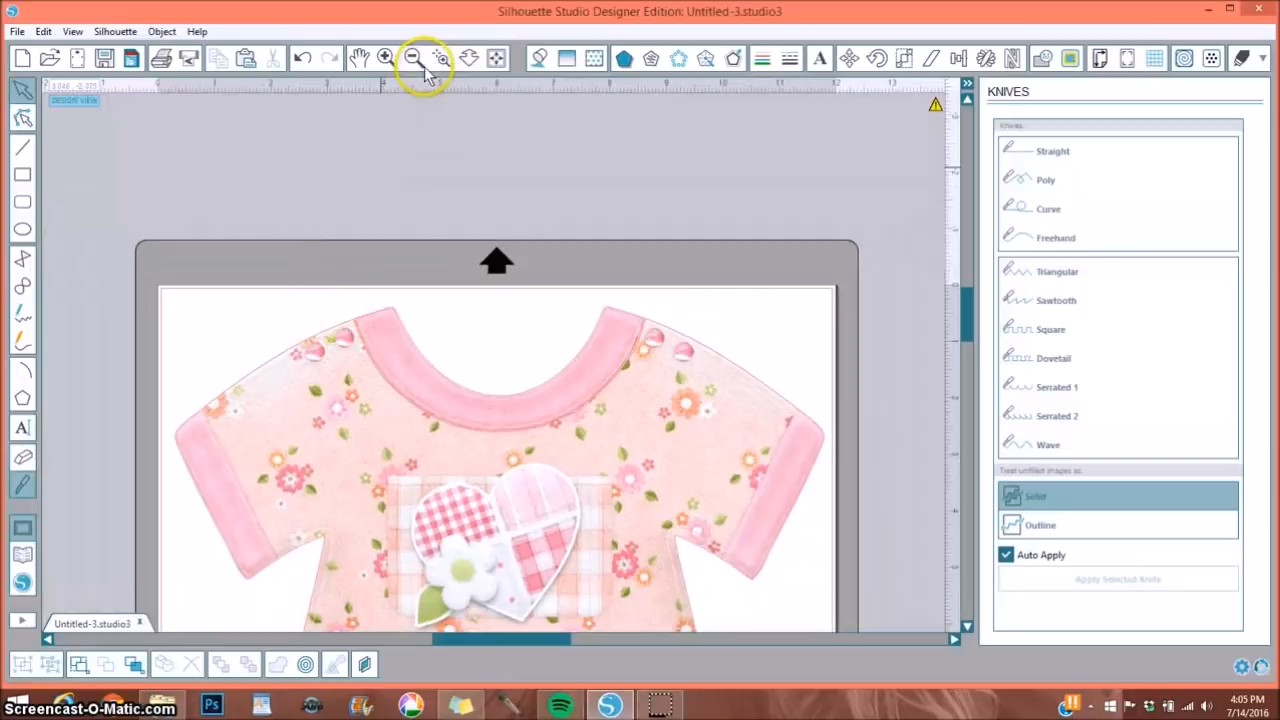 Silhouette Studio Designer Edition: Untitled-3.studio3
File Edit View Silhouette Object Help
DESIGN VIEW
KNIVES
Knives
Straight
Poly
Curve
Freehand
Triangular
Sawtooth
Square
Dovetail
Serrated 1
Serrated 2
Wave
Treat unfilled shapes as:
Solid
Outline
Auto Apply
Apply Selected Knife
Untitled-3.studio3
Ps
4:05 PM
7/14/2016
Screencast-O-Matic.com